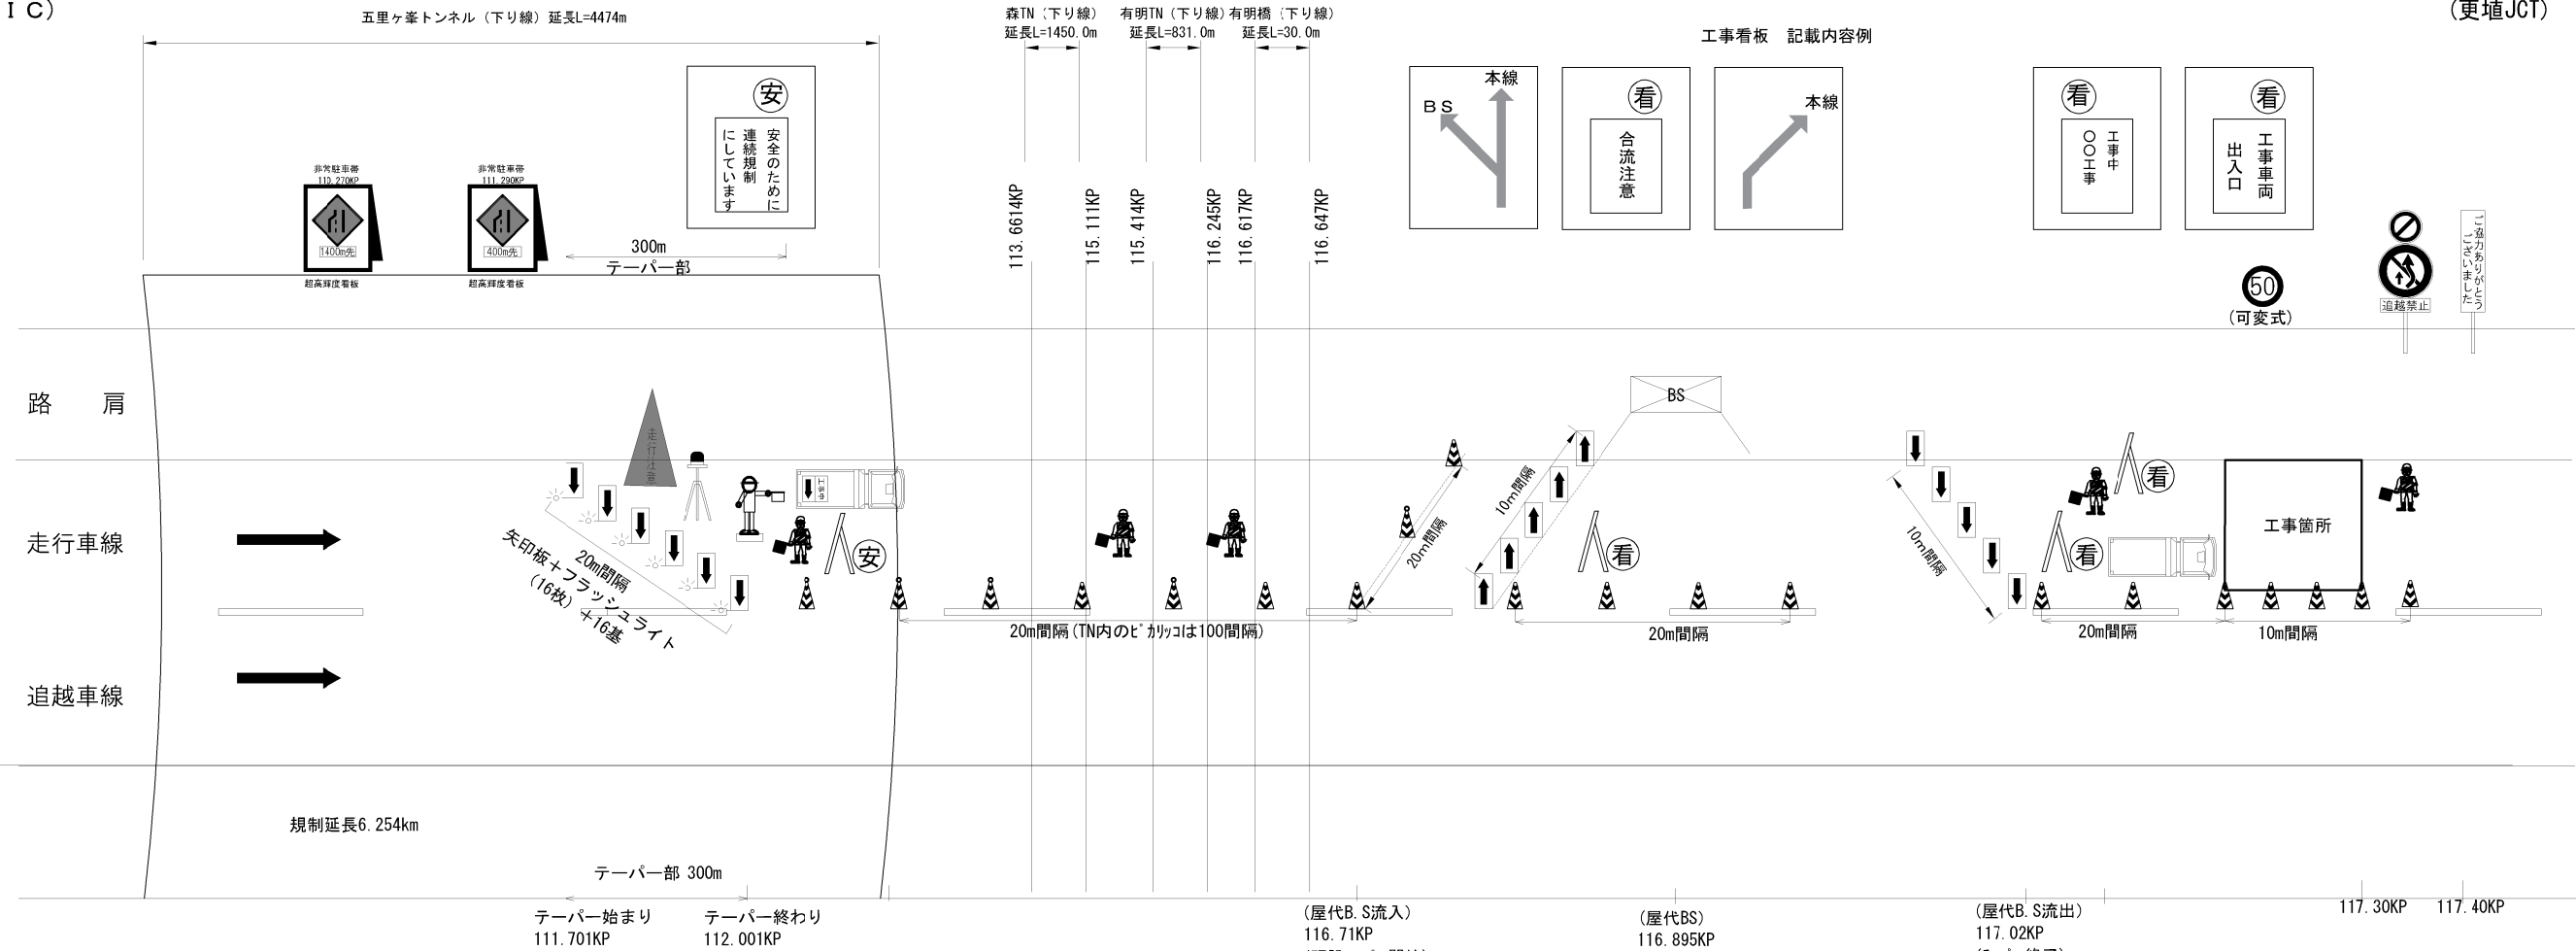 ＩＣ）
五里ヶ峯トンネル（下り線）延長L=4474m
森TN（下り線）
延長L=1450.0m
有明TN（下り線）
延長L=831.0m
有明橋（下り線）
延長L=30.0m
工事看板　記載内容例
（更埴JCT）
非常駐車帯
110.270KP
1400m先
超高輝度看板
非常駐車帯
111.290KP
400m先
超高輝度看板
安
安全のために
連続規制
にしています
300m
テーパー部
113.6614KP
115.111KP
115.414KP
116.245KP
116.617KP
116.647KP
本線
ＢＳ
看
合流注意
本線
看
工事中
〇〇工事
看
工事車両
出入口
50
（可変式）
追越禁止
ご協力ありがとう
ございました
路　肩
走行車線
追越車線
走行注意
工事中
安
矢印板＋フラッシュライト
（16枚）＋16基
20m間隔
20m間隔(TN内のﾋﾟｶﾘｯｺは100間隔)
20m間隔
10m間隔
BS
看
20m間隔
10m間隔
看
看
工事箇所
20m間隔
10m間隔
規制延長6.254km
テーパー部 300m
テーパー始まり
111.701KP
テーパー終わり
112.001KP
（屋代B.S流入）
116.71KP
（屋代BS）
116.895KP
（屋代B.S流出）
117.02KP
117.30KP
117.40KP